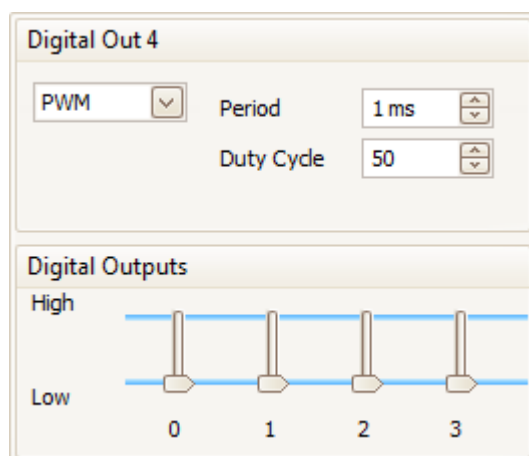 Digital Out 4
PWM Period 1 ms
Duty Cycle 50
Digital Outputs
High
Low
0 1 2 3